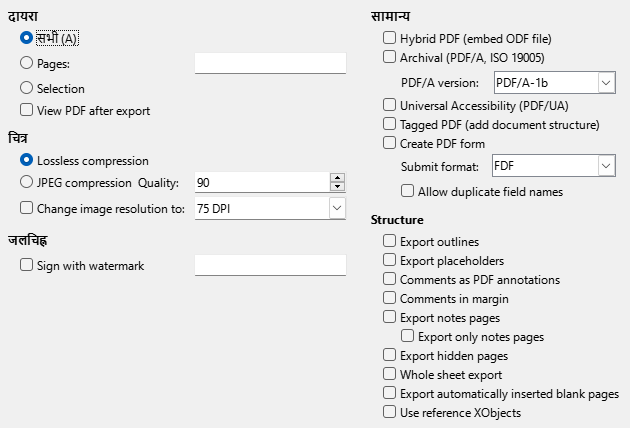 दायरा
सभी (A)
Pages:
Selection
View PDF after export
चित्र
Lossless compression
JPEG compression Quality: 90
Change image resolution to: 75 DPI
जलचिह्न
Sign with watermark
सामान्य
Hybrid PDF (embed ODF file)
Archival (PDF/A, ISO 19005)
PDF/A version: PDF/A-1b
Universal Accessibility (PDF/UA)
Tagged PDF (add document structure)
Create PDF form
Submit format: FDF
Allow duplicate field names
Structure
Export outlines
Export placeholders
Comments as PDF annotations
Comments in margin
Export notes pages
Export only notes pages
Export hidden pages
Whole sheet export
Export automatically inserted blank pages
Use reference XObjects